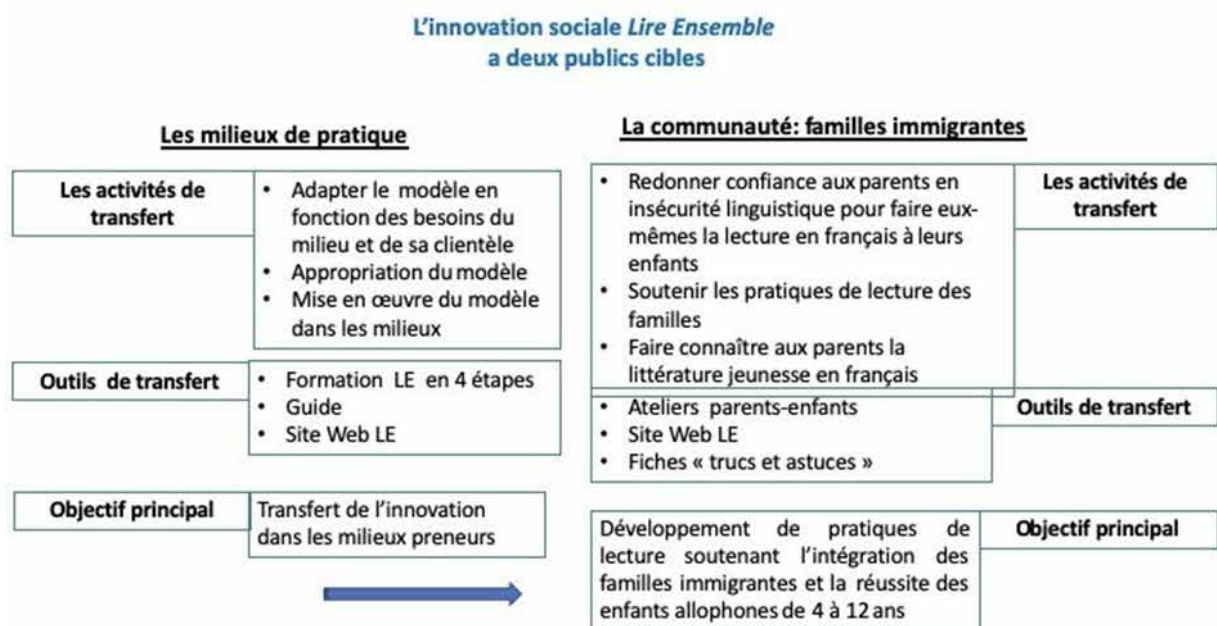 L'innovation sociale Lire Ensemble
a deux publics cibles
Les milieux de pratique
Les activités de
transfert
• Adapter le modèle en
fonction des besoins du
milieu et de sa clientèle
• Appropriation du modèle
• Mise en œuvre du modèle
dans les milieux
Outils de transfert
• Formation LE en 4 étapes
• Guide
• Site Web LE
Objectif principal
Transfert de l'innovation
dans les milieux preneurs
La communauté: familles immigrantes
• Redonner confiance aux parents en
insécurité linguistique pour faire eux-
mêmes la lecture en français à leurs
enfants
• Soutenir les pratiques de lecture des
familles
• Faire connaître aux parents la
littérature jeunesse en français
Les activités de
transfert
• Ateliers parents-enfants
• Site Web LE
• Fiches « trucs et astuces »
Outils de transfert
Développement de pratiques de
lecture soutenant l'intégration des
familles immigrantes et la réussite des
enfants allophones de 4 à 12 ans
Objectif principal